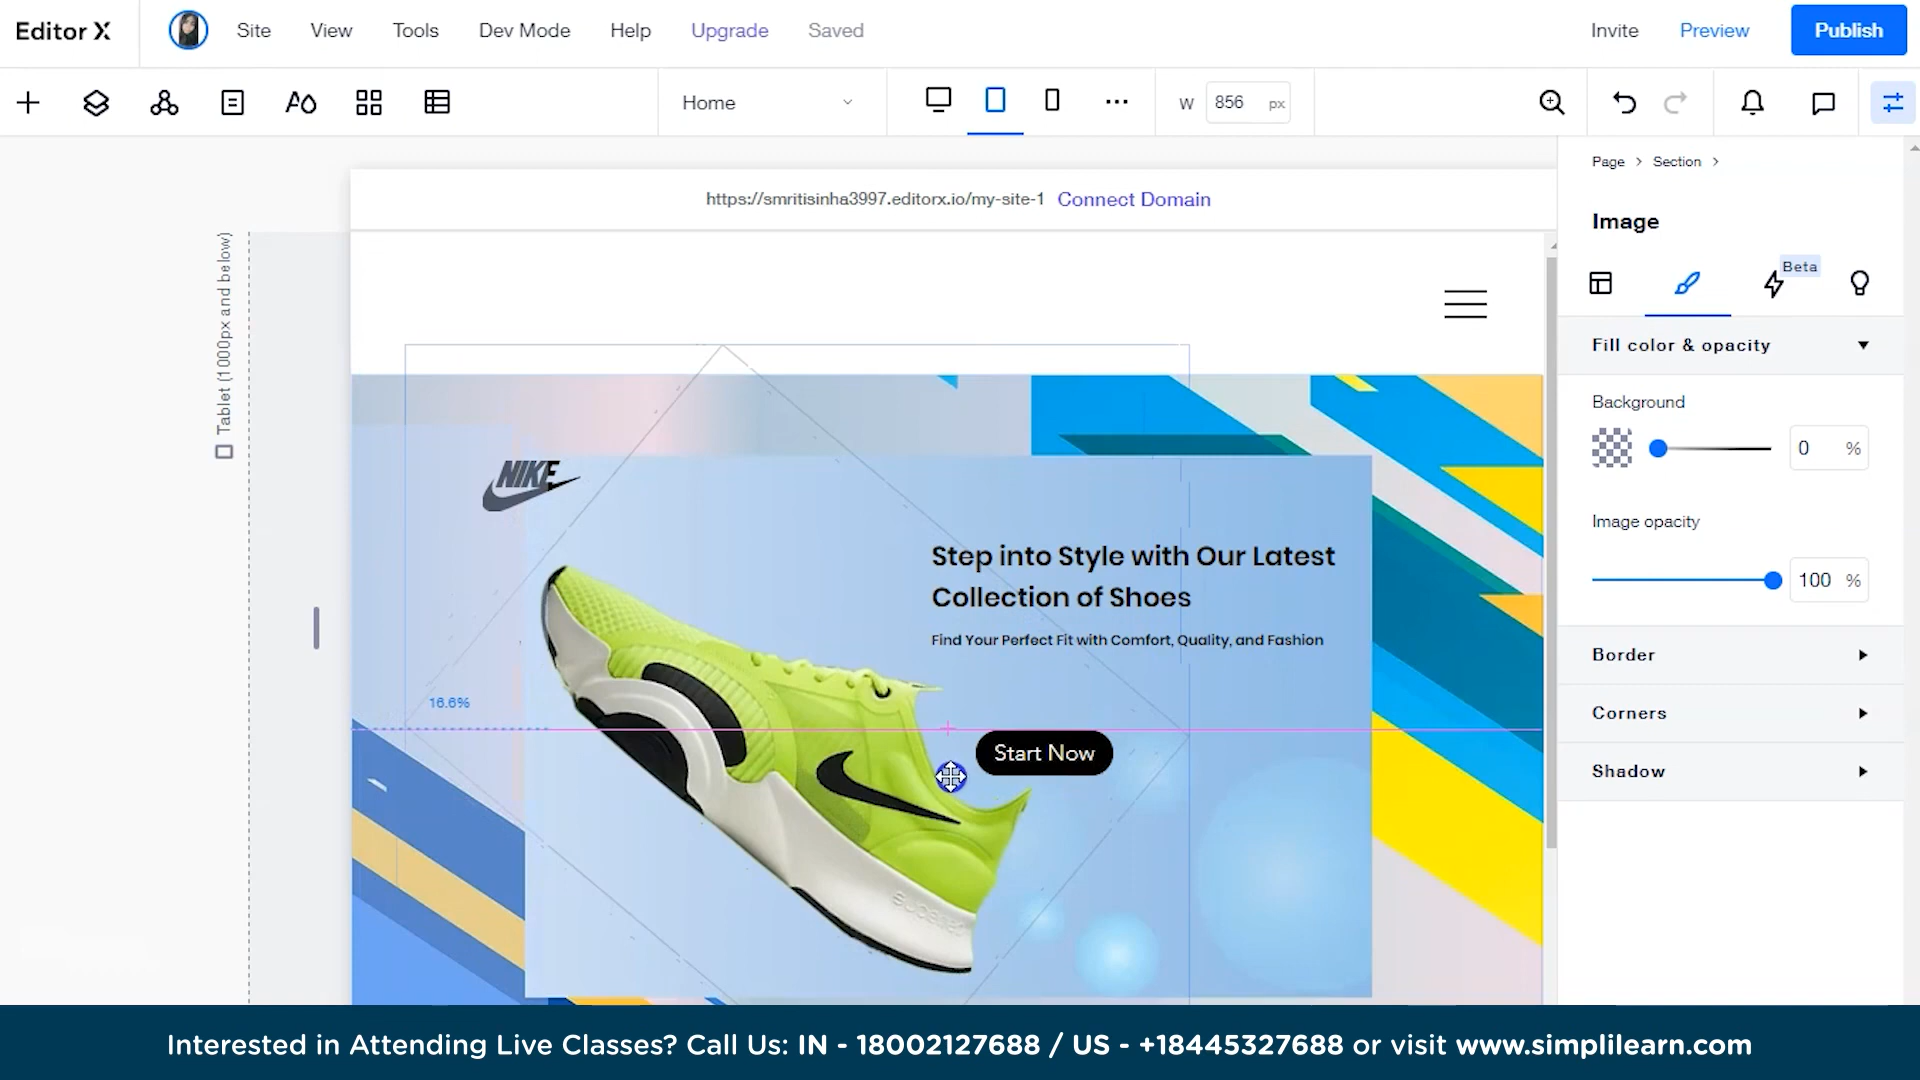 Editor X
Site
View
Tools
Dev Mode
Help
Upgrade
Saved
Invite
Preview
Publish
Home
W 856 px
Page > Section >
https://smritisinha3997.editorx.io/my-site-1 Connect Domain
Tablet (1000px and below)
Image
Beta
Fill color & opacity
Background
0 %
Image opacity
100 %
Border
Corners
Shadow
NIKE
Step into Style with Our Latest
Collection of Shoes
Find Your Perfect Fit with Comfort, Quality, and Fashion
16.6%
Start Now
Interested in Attending Live Classes? Call Us: IN - 18002127688 / US - +18445327688 or visit www.simplilearn.com